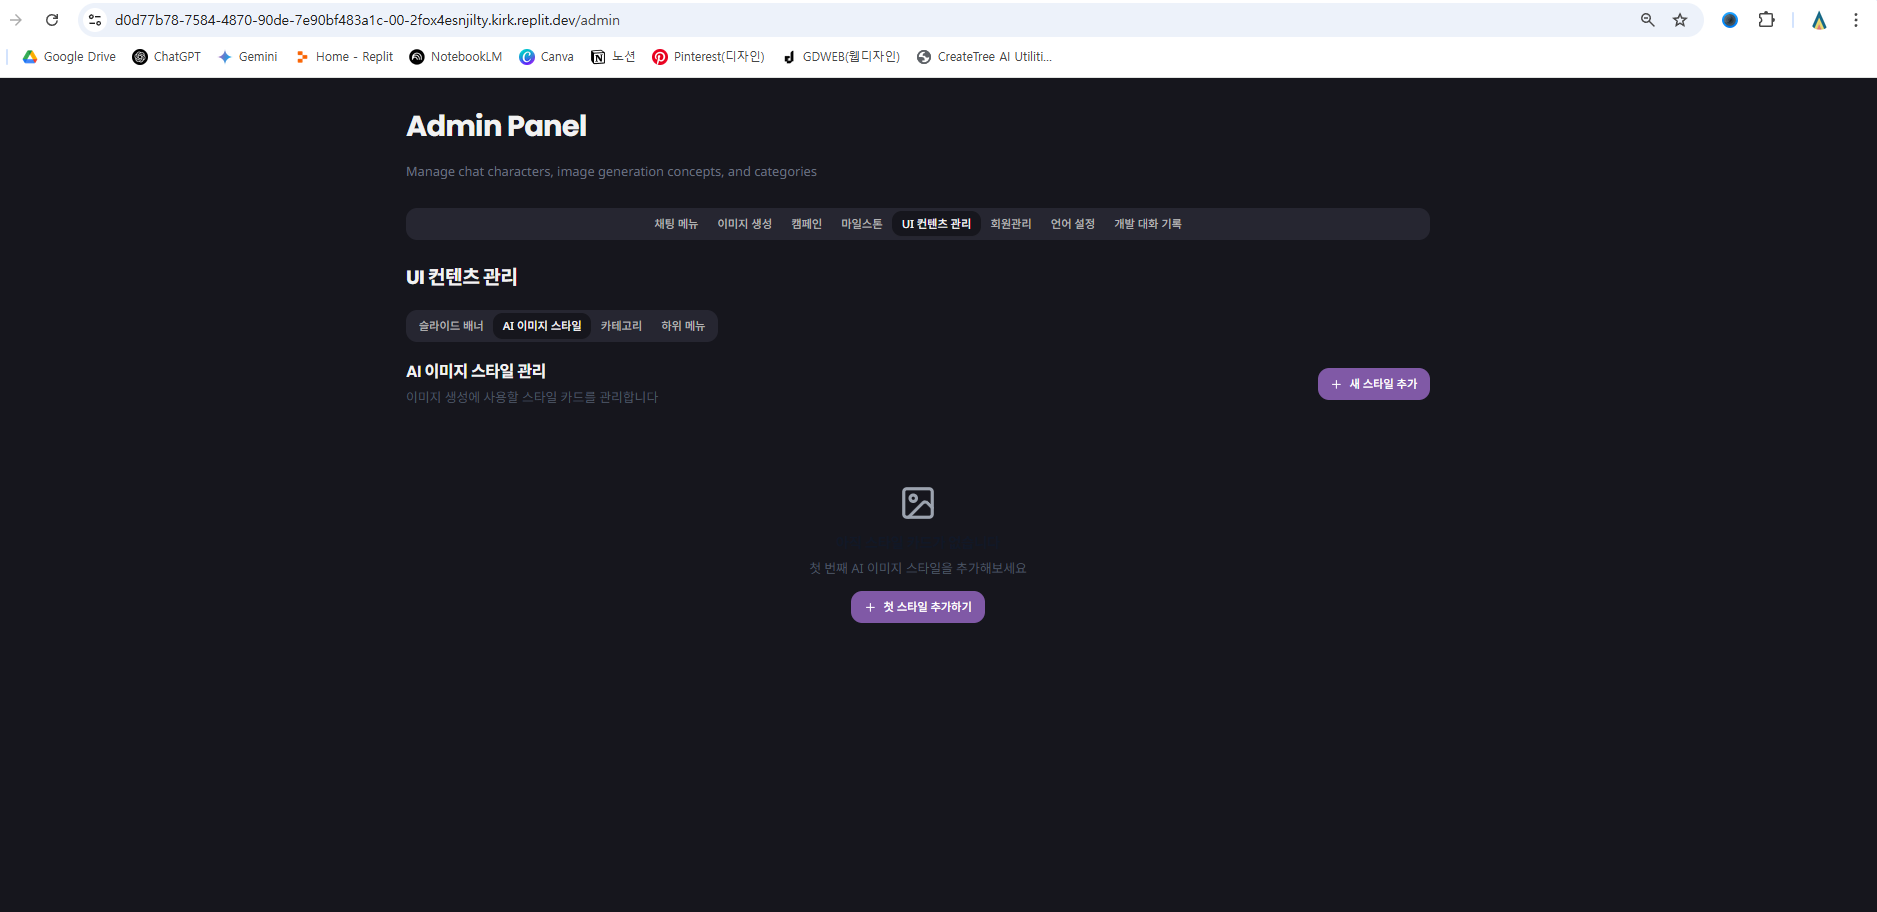 d0d77b78-7584-4870-90de-7e90bf483a1c-00-2fox4esnjilty.kirk.replit.dev/admin
Google Drive ChatGPT Gemini Home - Replit NotebookLM Canva 노션 Pinterest(디자인) GDWEB(웹디자인) CreateTree AI Utiliti...
Admin Panel
Manage chat characters, image generation concepts, and categories
채팅 메뉴 이미지 생성 캠페인 마일스톤 UI 컨텐츠 관리 회원관리 언어 설정 개발 대화 기록
UI 컨텐츠 관리
슬라이드 배너 AI 이미지 스타일 카테고리 하위 메뉴
AI 이미지 스타일 관리
새 스타일 추가
이미지 생성에 사용할 스타일 카드를 관리합니다
첫 번째 AI 이미지 스타일을 추가해보세요
첫 스타일 추가하기